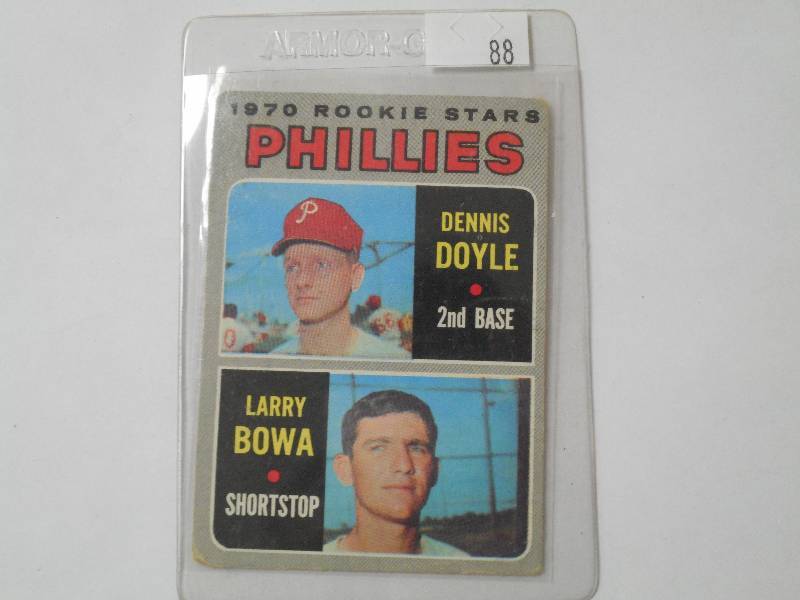 88
1970 ROOKIE STARS
PHILLIES
P
DENNIS
DOYLE
2nd BASE
LARRY
BOWA
SHORTSTOP